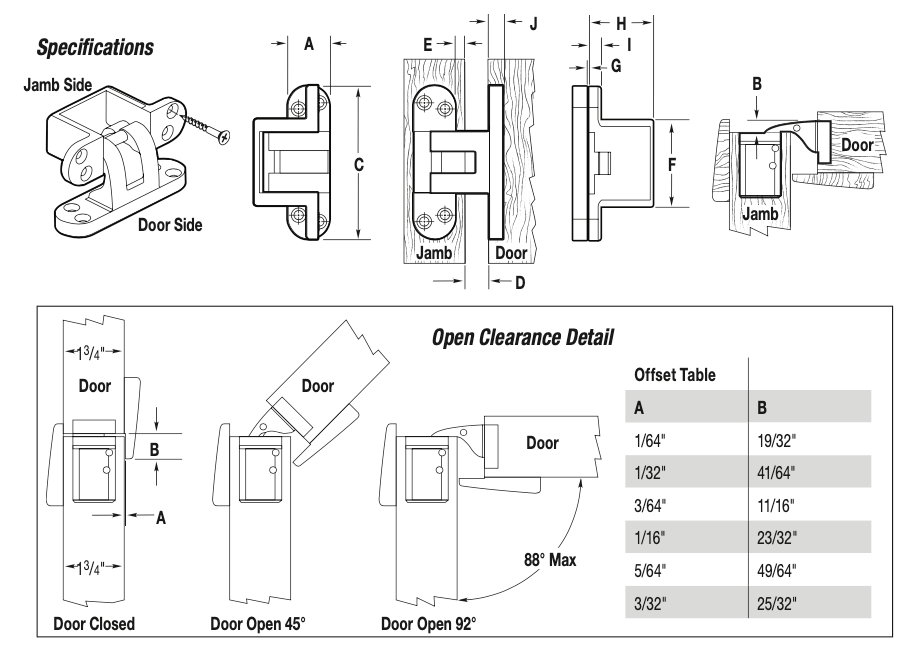 Specifications
Jamb Side
Door Side
A
C
E
J
Jamb
Door
D
H
I
G
F
B
Door
Jamb
Open Clearance Detail
1 3/4"
Door
B
A
1 3/4"
Door Closed
Door
Door Open 45°
Door
88° Max
Door Open 92°
Offset Table
A B
1/64" 19/32"
1/32" 41/64"
3/64" 11/16"
1/16" 23/32"
5/64" 49/64"
3/32" 25/32"